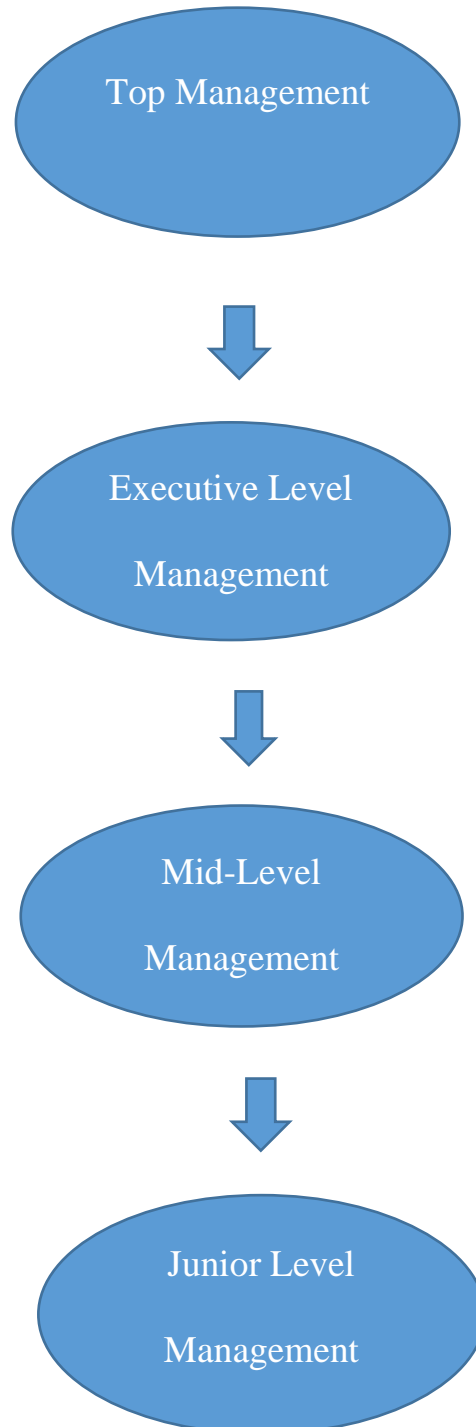 Top Management
Executive Level
Management
Mid-Level
Management
Junior Level
Management